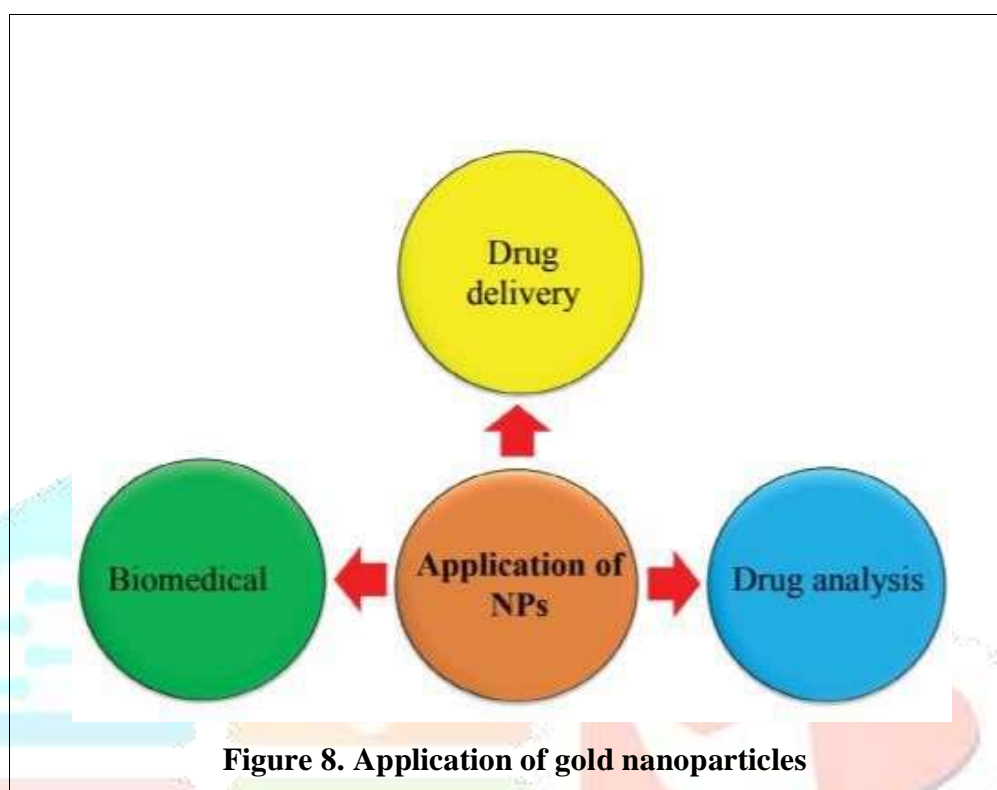 Drug
delivery
Biomedical
Application of
NPs
Drug analysis
Figure 8. Application of gold nanoparticles